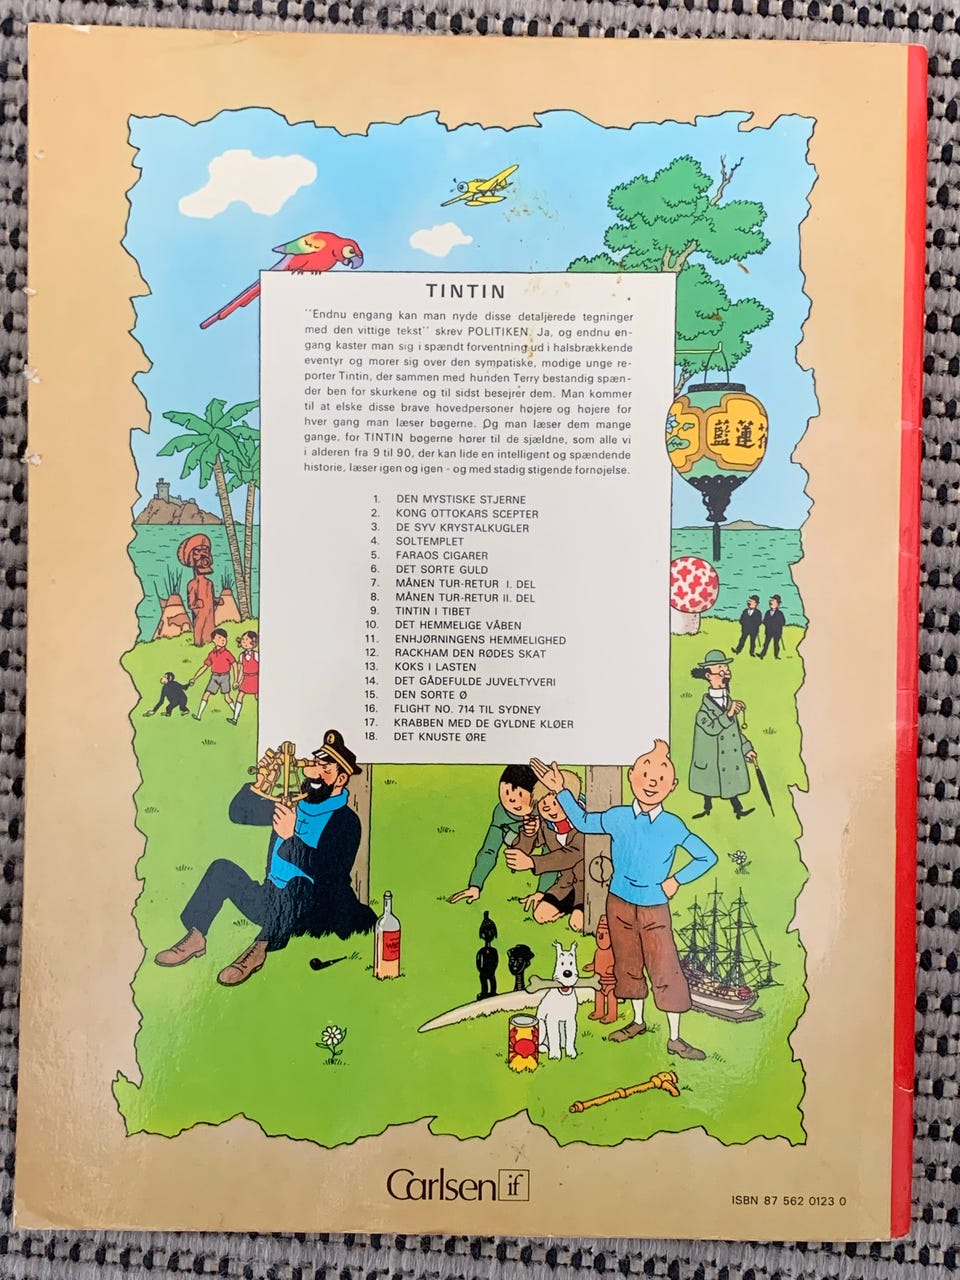 TINTIN
"Endnu engang kan man nyde disse detaljerede tegninger
med den vittige tekst" skrev POLITIKEN. Ja, og endnu en-
gang kaster man sig i spændt forventning ud i halsbrækkende
eventyr og morer sig over den sympatiske, modige unge re-
porter Tintin, der sammen med hunden Terry bestandig spæn-
der ben for skurkene og til sidst besejrer dem. Man kommer
til at elske disse brave hovedpersoner højere og højere for
hver gang man læser bøgerne. Og man læser dem mange
gange, for TINTIN bøgerne hører til de sjældne, som alle vi
i alderen fra 9 til 90, der kan lide en intelligent og spændende
historie, læser igen og igen - og med stadig stigende fornøjelse.
1. DEN MYSTISKE STJERNE
2. KONG OTTOKARS SCEPTER
3. DE SYV KRYSTALKUGLER
4. SOLTEMPLET
5. FARAOS CIGARER
6. DET SORTE GULD
7. MÅNEN TUR-RETUR I. DEL
8. MÅNEN TUR-RETUR II. DEL
9. TINTIN I TIBET
10. DET HEMMELIGE VÅBEN
11. ENHJØRNINGENS HEMMELIGHED
12. RACKHAM DEN RØDES SKAT
13. KOKS I LASTEN
14. DET GÅDEFULDE JUVELTYVERI
15. DEN SORTE Ø
16. FLIGHT NO. 714 TIL SYDNEY
17. KRABBEN MED DE GYLDNE KLØER
18. DET KNUSTE ØRE
藍蓮
Carlsen if
ISBN 87 562 0123 0